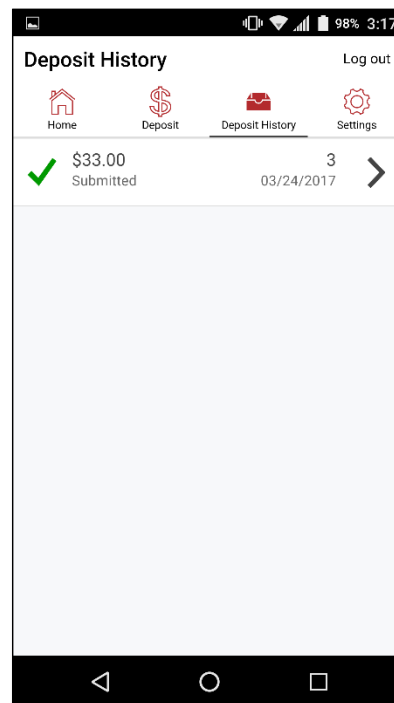 98% 3:17
Deposit History Log out
Home Deposit Deposit History Settings
$33.00 3
Submitted 03/24/2017